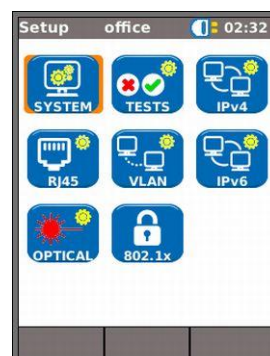 Setup office 02:32
SYSTEM TESTS IPv4
RJ45 VLAN IPv6
OPTICAL 802.1x